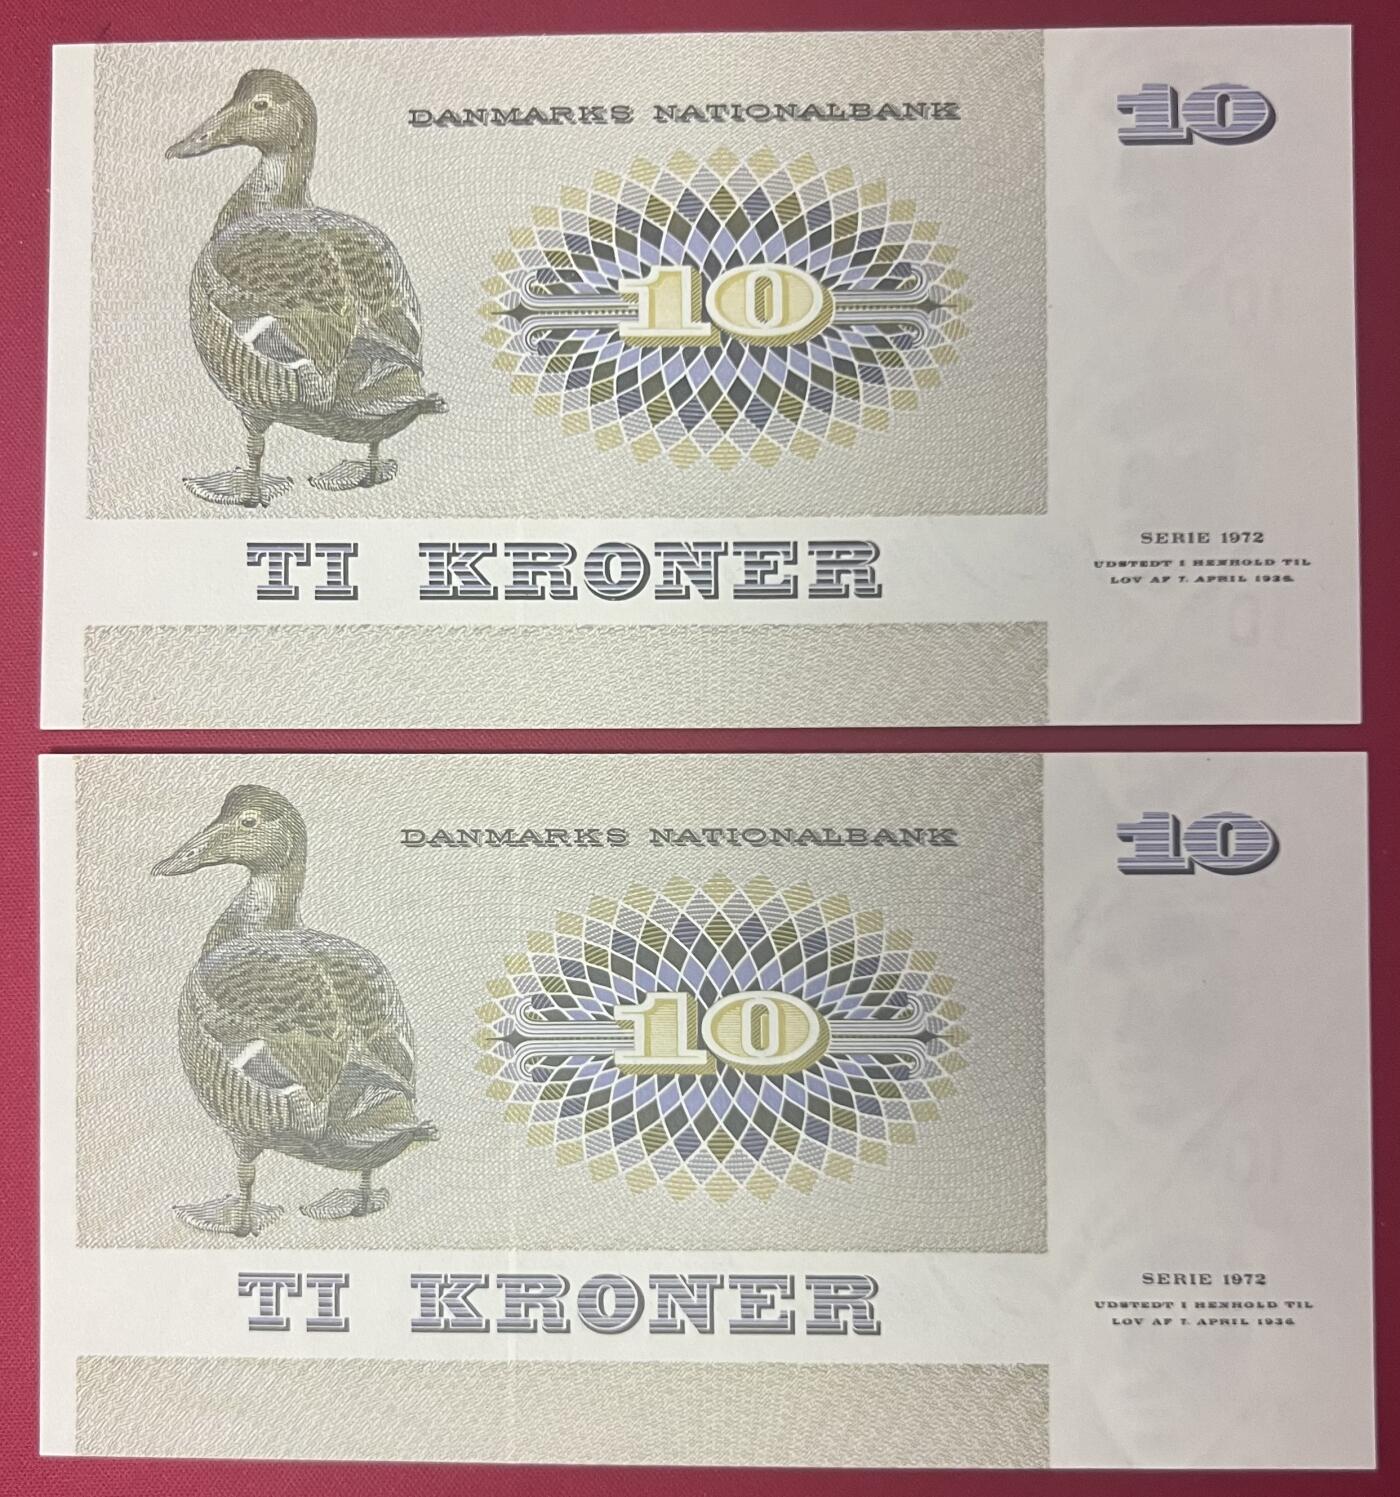 DANMARKS NATIONALBANK
10
10
TI KRONER
SERIE 1972
UDSTEDT I HENHOLD TIL
LOV AF 7. APRIL 1936
DANMARKS NATIONALBANK
10
10
TI KRONER
SERIE 1972
UDSTEDT I HENHOLD TIL
LOV AF 7. APRIL 1936